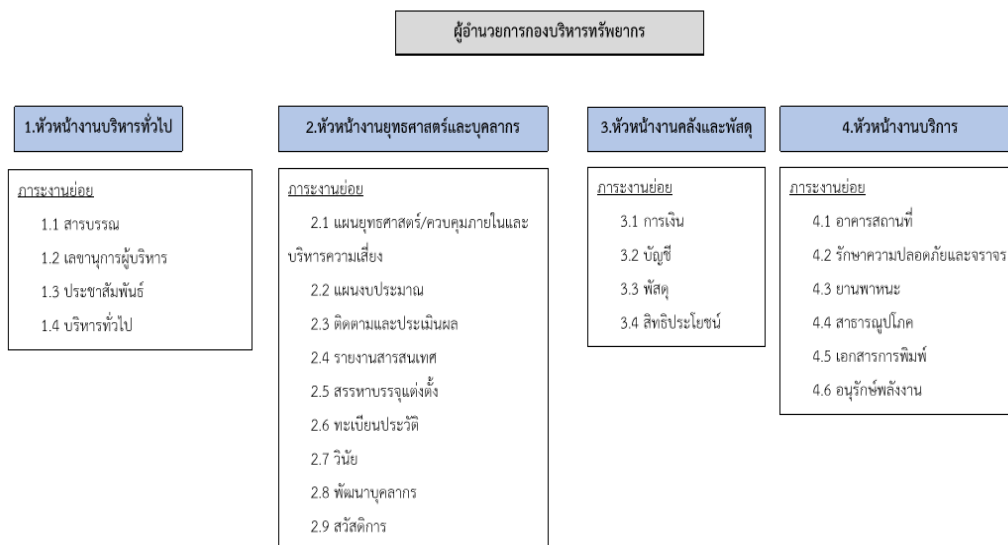 ผู้อำนวยการกองบริหารทรัพยากร
1.หัวหน้างานบริหารทั่วไป
ภาระงานย่อย
1.1 สารบรรณ
1.2 เลขานุการผู้บริหาร
1.3 ประชาสัมพันธ์
1.4 บริหารทั่วไป
2.หัวหน้างานยุทธศาสตร์และบุคลากร
ภาระงานย่อย
2.1 แผนยุทธศาสตร์/ควบคุมภายในและ
บริหารความเสี่ยง
2.2 แผนงบประมาณ
2.3 ติดตามและประเมินผล
2.4 รายงานสารสนเทศ
2.5 สรรหาบรรจุแต่งตั้ง
2.6 ทะเบียนประวัติ
2.7 วินัย
2.8 พัฒนาบุคลากร
2.9 สวัสดิการ
3.หัวหน้างานคลังและพัสดุ
ภาระงานย่อย
3.1 การเงิน
3.2 บัญชี
3.3 พัสดุ
3.4 สิทธิประโยชน์
4.หัวหน้างานบริการ
ภาระงานย่อย
4.1 อาคารสถานที่
4.2 รักษาความปลอดภัยและจราจร
4.3 ยานพาหนะ
4.4 สาธารณูปโภค
4.5 เอกสารการพิมพ์
4.6 อนุรักษ์พลังงาน